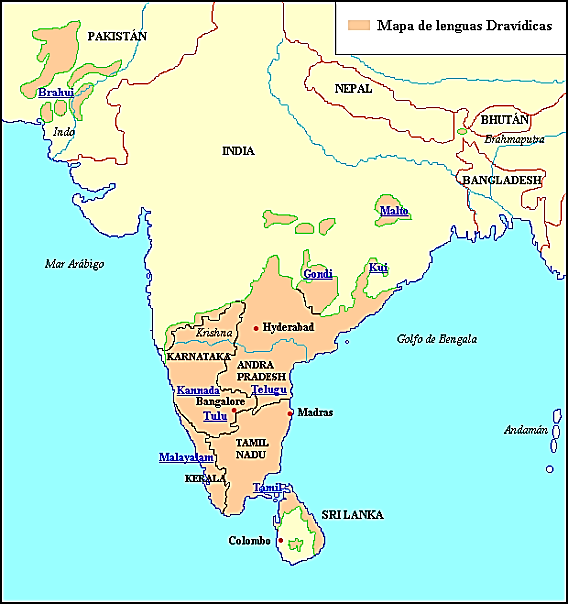 Mapa de lenguas Dravídicas
PAKISTÁN
Brahui
Indo
NEPAL
BHUTÁN
Brahmaputra
INDIA
BANGLADESH
Malto
Mar Arábigo
Gondi
Kui
Krishna
Hyderabad
Golfo de Bengala
KARNATAKA
ANDRA
PRADESH
Kannada
Telugu
Bangalore
Tulu
Madras
Andamán
TAMIL
NADU
Malayalam
KERALA
Tamil
SRI LANKA
Colombo